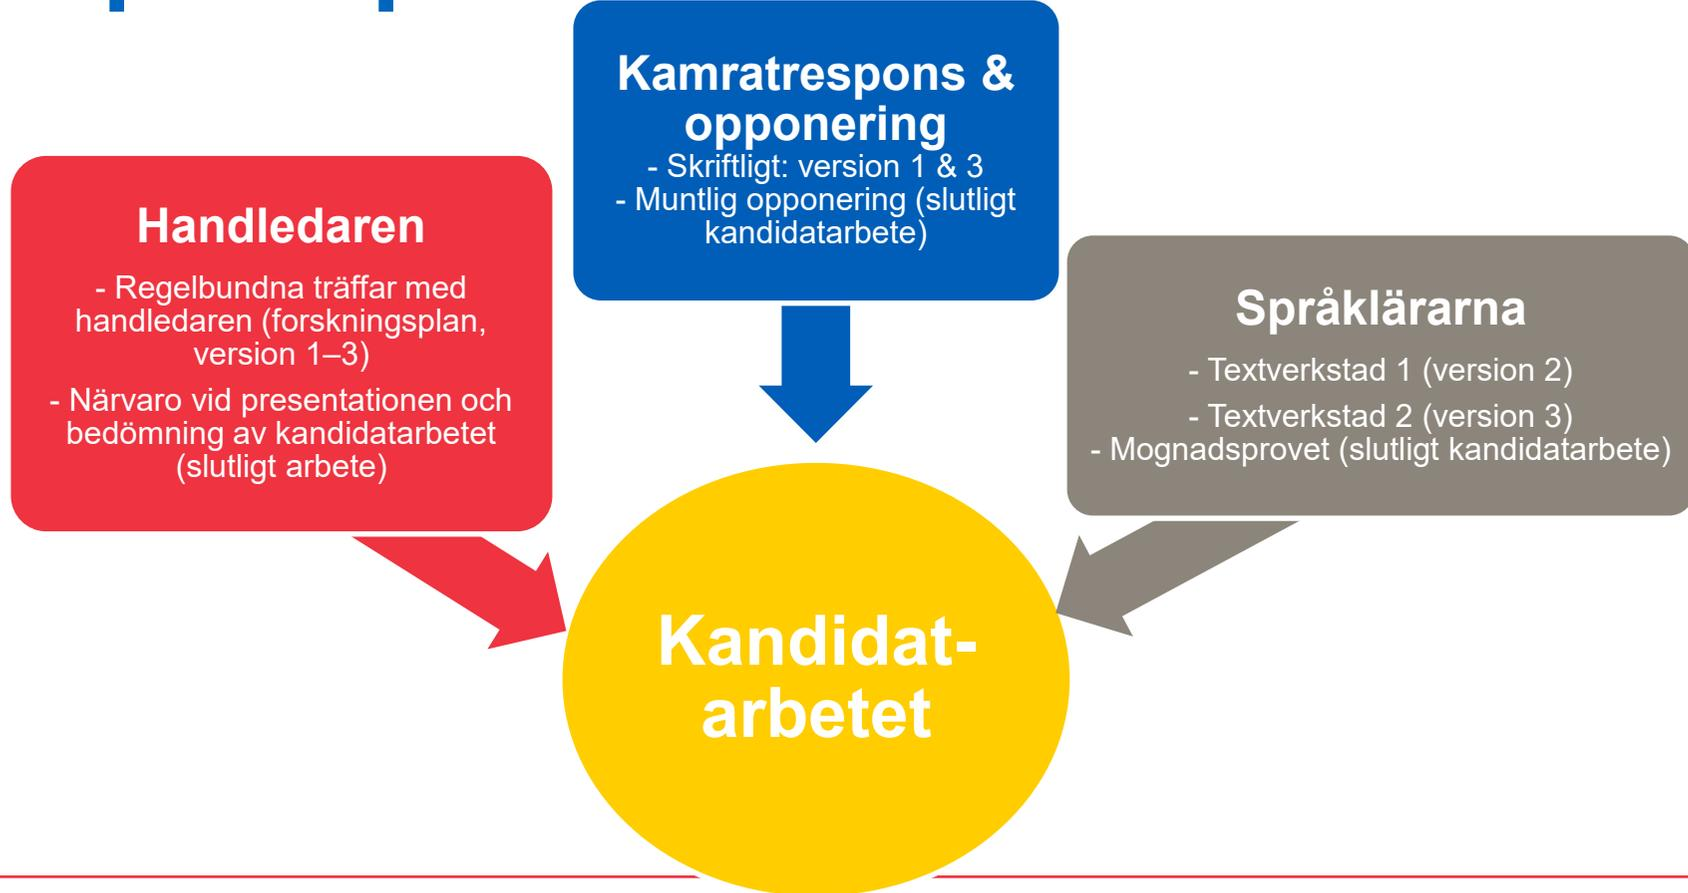 Kamratrespons &
opponering
- Skriftligt: version 1 & 3
- Muntlig opponering (slutligt
kandidatarbete)
Handledaren
- Regelbundna träffar med
handledaren (forskningsplan,
version 1–3)
- Närvaro vid presentationen och
bedömning av kandidatarbetet
(slutligt arbete)
Språklärarna
- Textverkstad 1 (version 2)
- Textverkstad 2 (version 3)
- Mognadsprovet (slutligt kandidatarbete)
Kandidat-
arbetet